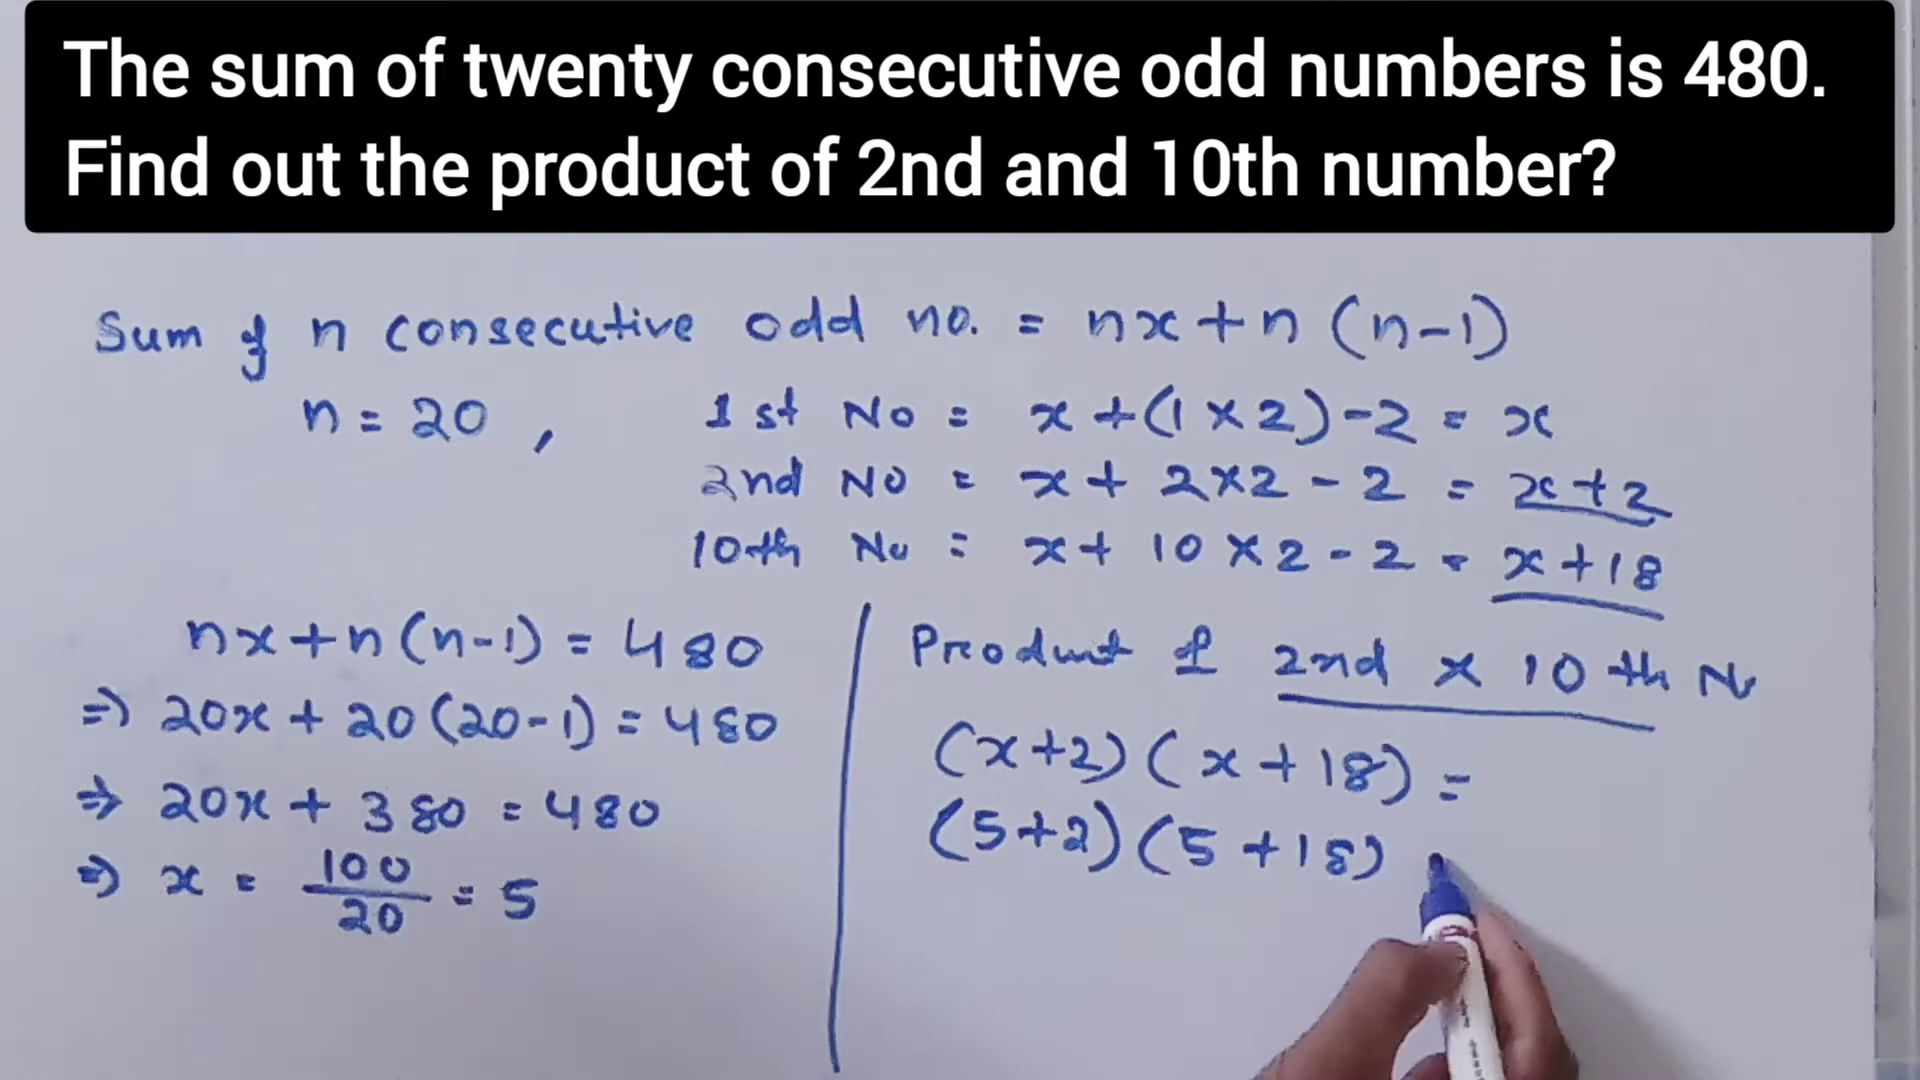 The sum of twenty consecutive odd numbers is 480.
Find out the product of 2nd and 10th number?
Sum of n consecutive odd no. = nx + n (n-1)
n = 20 ,
1st No = x + (1 × 2) - 2 = x
2nd No = x + 2×2 - 2 = x+2
10th No = x + 10 × 2 - 2 = x+18
nx + n (n-1) = 480
⇒ 20x + 20 (20-1) = 480
⇒ 20x + 380 = 480
⇒ x = 100/20 = 5
Product of 2nd × 10th No
(x+2) (x+18) =
(5+2) (5+18)